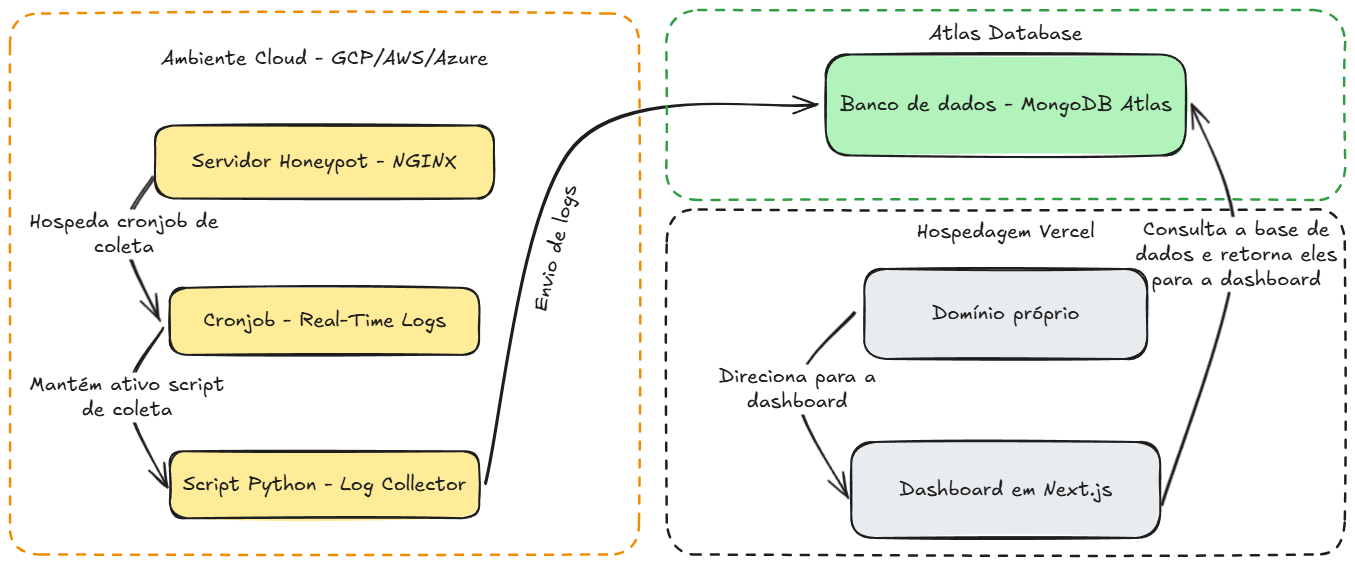 Ambiente Cloud - GCP/AWS/Azure
Servidor Honeypot - NGINX
Hospeda cronjob de
coleta
Cronjob - Real-Time Logs
Mantém ativo script
de coleta
Script Python - Log Collector
Envio de logs
Atlas Database
Banco de dados - MongoDB Atlas
Hospedagem Vercel
Consulta a base de
dados e retorna eles
para a dashboard
Domínio próprio
Direciona para a
dashboard
Dashboard em Next.js